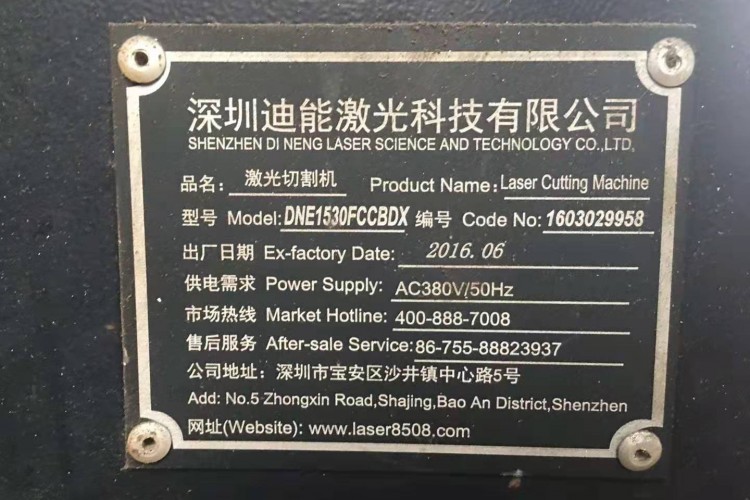 深圳迪能激光科技有限公司
SHENZHEN DI NENG LASER SCIENCE AND TECHNOLOGY CO.,LTD.
品名: 激光切割机 Product Name: Laser Cutting Machine
型号 Model: DNE1530FCCBDX 编号 Code No: 1603029958
出厂日期 Ex-factory Date: 2016.06
供电需求 Power Supply: AC380V/50Hz
市场热线 Market Hotline: 400-888-7008
售后服务 After-sale Service: 86-755-88823937
公司地址: 深圳市宝安区沙井镇中心路5号
Add: No.5 Zhongxin Road,Shajing,Bao An District,Shenzhen
网址(Website): www.laser8508.com